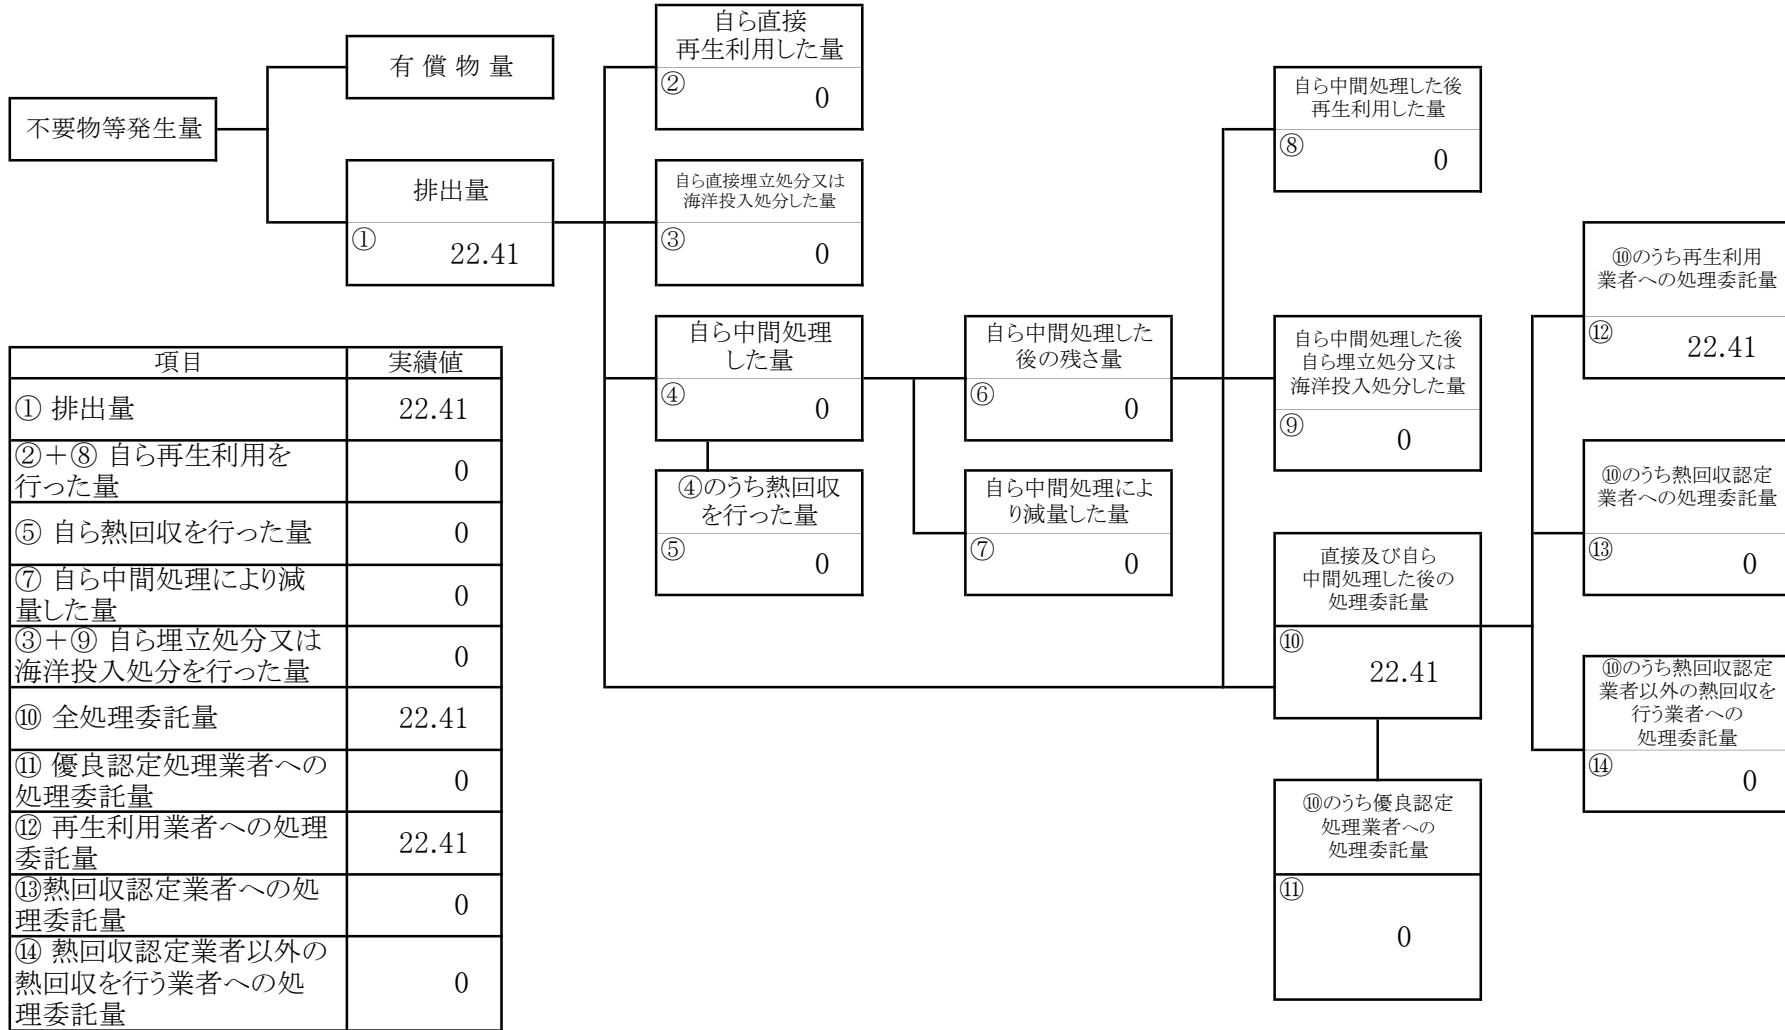 不要物等発生量
有 償 物 量
排出量
①
22.41
自ら直接
再生利用した量
②
0
自ら直接埋立処分又は
海洋投入処分した量
③
0
自ら中間処理
した量
④
0
④のうち熱回収
を行った量
⑤
0
自ら中間処理した
後の残さ量
⑥
0
自ら中間処理によ
り減量した量
⑦
0
自ら中間処理した後
再生利用した量
⑧
0
自ら中間処理した後
自ら埋立処分又は
海洋投入処分した量
⑨
0
直接及び自ら
中間処理した後の
処理委託量
⑩
22.41
⑩のうち優良認定
処理業者への
処理委託量
⑪
0
⑩のうち再生利用
業者への処理委託量
⑫
22.41
⑩のうち熱回収認定
業者への処理委託量
⑬
0
⑩のうち熱回収認定
業者以外の熱回収を
行う業者への
処理委託量
⑭
0
項目 実績値
① 排出量 22.41
②＋⑧ 自ら再生利用を
行った量 0
⑤ 自ら熱回収を行った量 0
⑦ 自ら中間処理により減
量した量 0
③＋⑨ 自ら埋立処分又は
海洋投入処分を行った量 0
⑩ 全処理委託量 22.41
⑪ 優良認定処理業者への
処理委託量 0
⑫ 再生利用業者への処理
委託量 22.41
⑬熱回収認定業者への処
理委託量 0
⑭ 熱回収認定業者以外の
熱回収を行う業者への処
理委託量 0